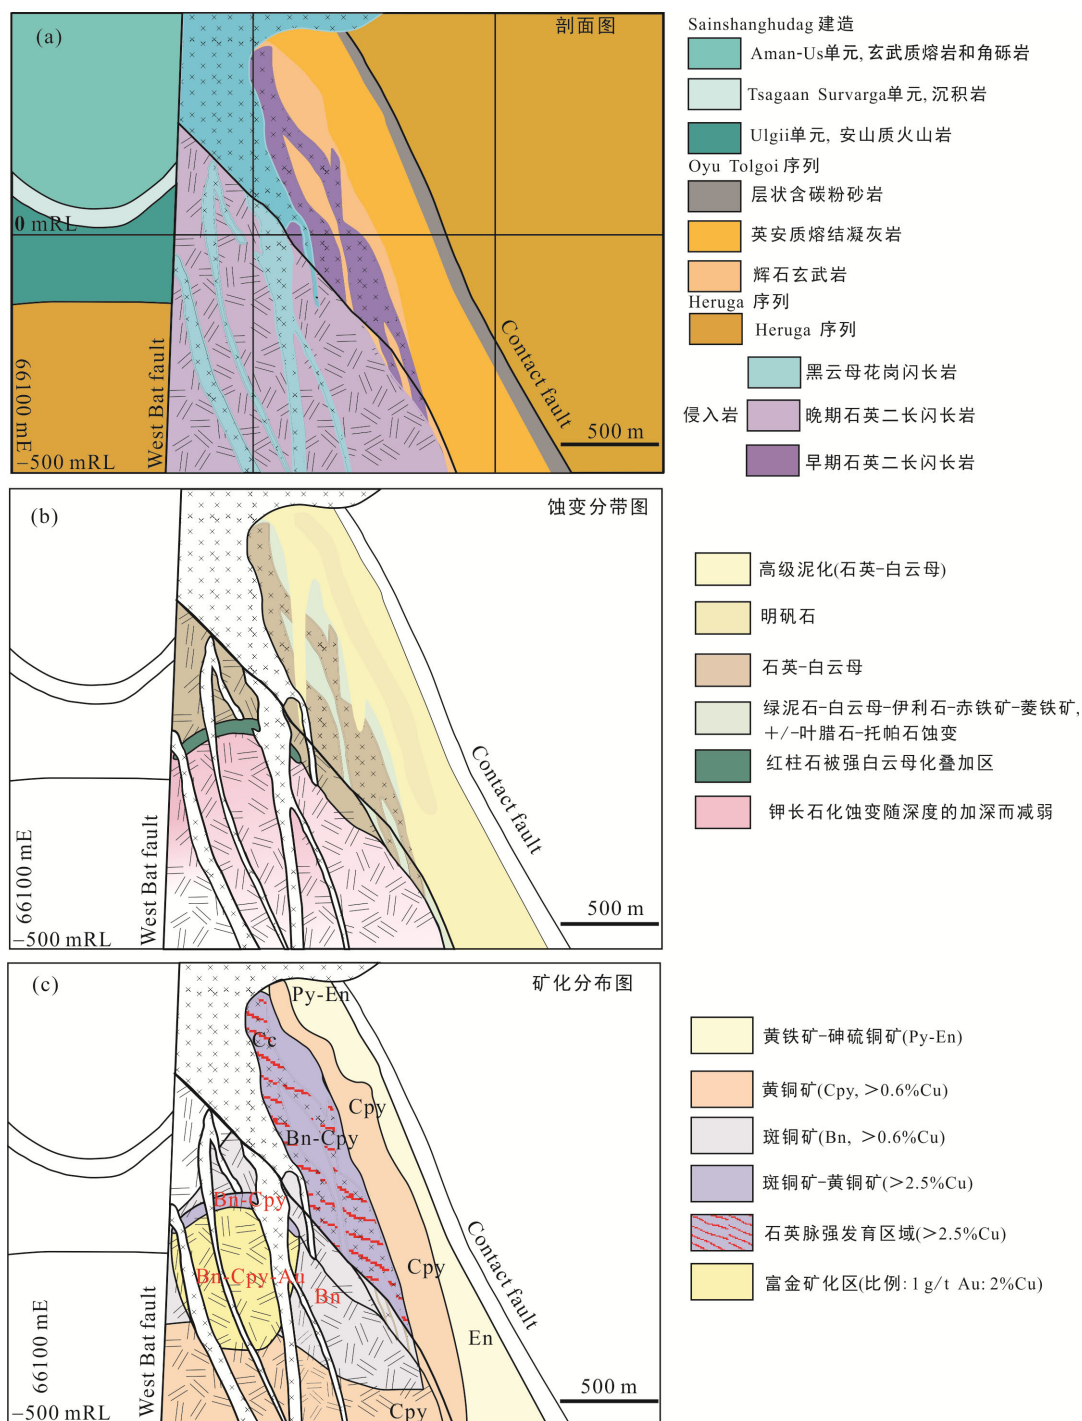 (a)
剖面图
0 mRL
66100 mE
−500 mRL
West Bat fault
Contact fault
500 m
Sainshanghudag 建造
Aman-Us单元, 玄武质熔岩和角砾岩
Tsagaan Survarga单元, 沉积岩
Ulgii单元, 安山质火山岩
Oyu Tolgoi 序列
层状含碳粉砂岩
英安质熔结凝灰岩
辉石玄武岩
Heruga 序列
Heruga 序列
侵入岩
黑云母花岗闪长岩
晚期石英二长闪长岩
早期石英二长闪长岩
(b)
蚀变分带图
66100 mE
−500 mRL
West Bat fault
Contact fault
500 m
高级泥化(石英-白云母)
明矾石
石英-白云母
绿泥石-白云母-伊利石-赤铁矿-菱铁矿,
+/-叶腊石-托帕石蚀变
红柱石被强白云母化叠加区
钾长石化蚀变随深度的加深而减弱
(c)
矿化分布图
Py-En
Cc
Cpy
Bn-Cpy
Bn-Cpy
Bn-Cpy-Au
Bn
Cpy
En
Cpy
66100 mE
−500 mRL
West Bat fault
Contact fault
500 m
黄铁矿-砷硫铜矿(Py-En)
黄铜矿(Cpy, >0.6%Cu)
斑铜矿(Bn, >0.6%Cu)
斑铜矿-黄铜矿(>2.5%Cu)
石英脉强发育区域(>2.5%Cu)
富金矿化区(比例: 1 g/t Au: 2%Cu)